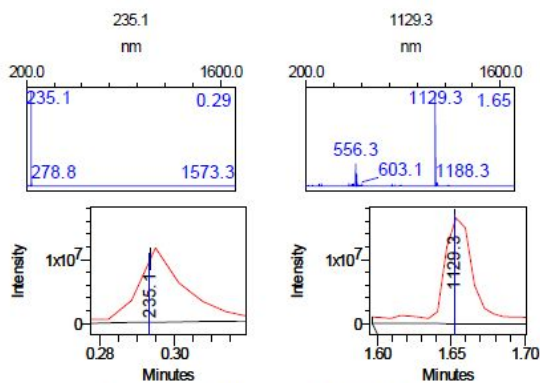 235.1
nm
200.0 1600.0
235.1 0.29
278.8 1573.3
Intensity
1x10⁷
0
235.1
0.28 0.30
Minutes
1129.3
nm
200.0 1600.0
1129.3 1.65
556.3
603.1 1188.3
Intensity
1x10⁷
0
1129.3
1.60 1.65 1.70
Minutes